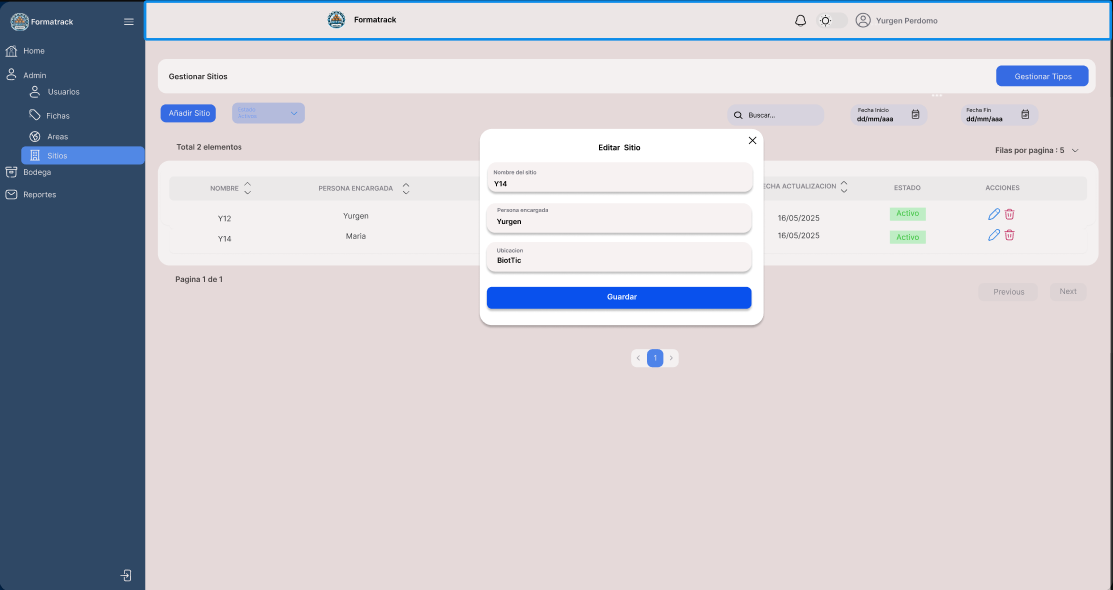 Formatrack
Formatrack
Yurgen Perdomo
Home
Admin
Usuarios
Fichas
Areas
Sitios
Bodega
Reportes
Gestionar Sitios
Gestionar Tipos
Añadir Sitio
Estado
Buscar...
Fecha Inicio
dd/mm/aaa
Fecha Fin
dd/mm/aaa
Total 2 elementos
Filas por pagina : 5
NOMBRE
PERSONA ENCARGADA
CHA ACTUALIZACION
ESTADO
ACCIONES
Y12
Yurgen
16/05/2025
Activo
Y14
Maria
16/05/2025
Activo
Pagina 1 de 1
Previous
Next
1
Editar Sitio
Nombre del sitio
Y14
Persona encargada
Yurgen
Ubicacion
BiotTic
Guardar